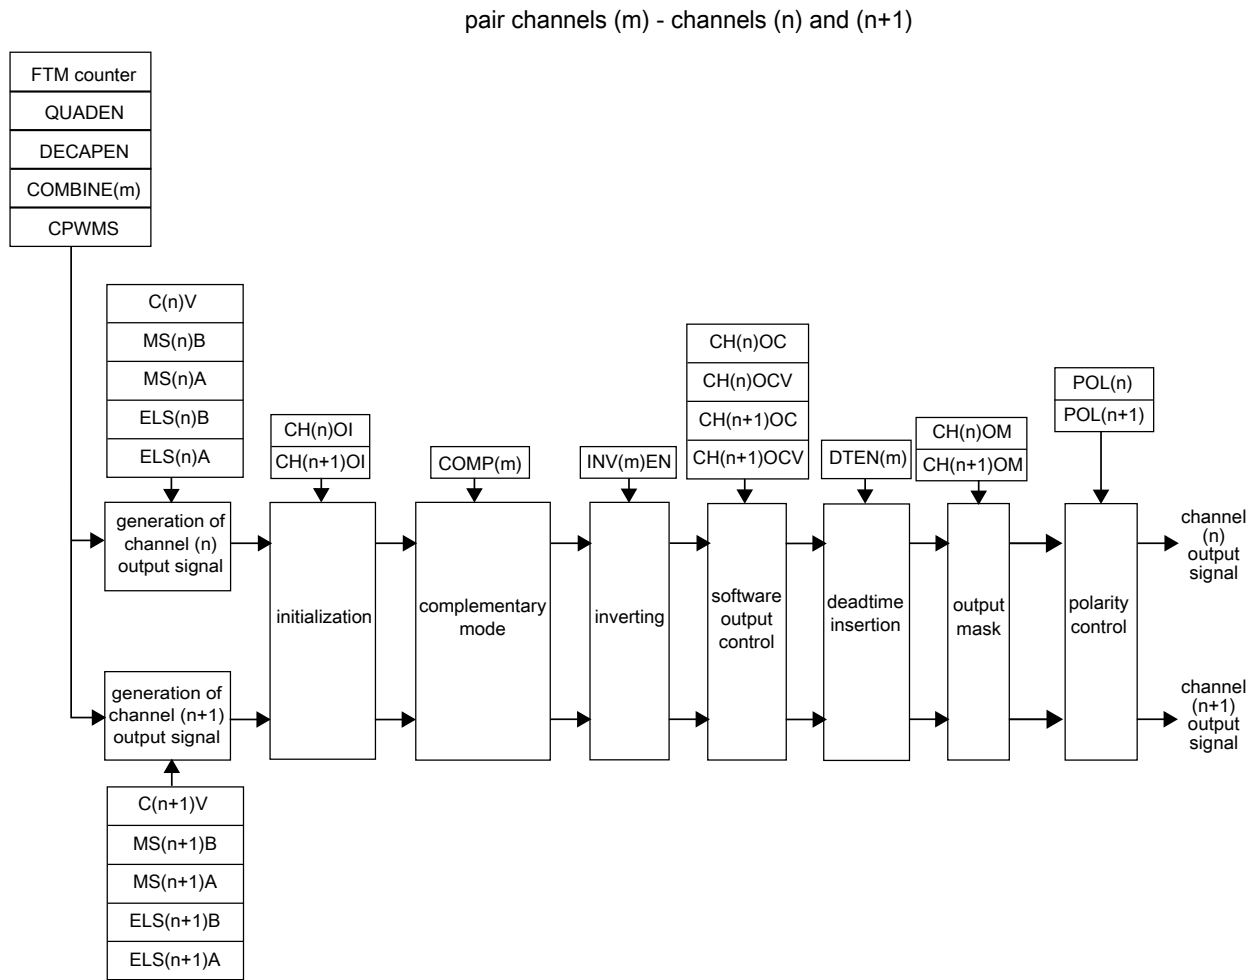 pair channels (m) - channels (n) and (n+1)
FTM counter
QUADEN
DECAPEN
COMBINE(m)
CPWMS
C(n)V
MS(n)B
MS(n)A
ELS(n)B
ELS(n)A
CH(n)OI
CH(n+1)OI
COMP(m)
INV(m)EN
CH(n)OC
CH(n)OCV
CH(n+1)OC
CH(n+1)OCV
DTEN(m)
CH(n)OM
CH(n+1)OM
POL(n)
POL(n+1)
generation of
channel (n)
output signal
initialization
complementary
mode
inverting
software
output
control
deadtime
insertion
output
mask
polarity
control
channel
(n)
output
signal
generation of
channel (n+1)
output signal
channel
(n+1)
output
signal
C(n+1)V
MS(n+1)B
MS(n+1)A
ELS(n+1)B
ELS(n+1)A